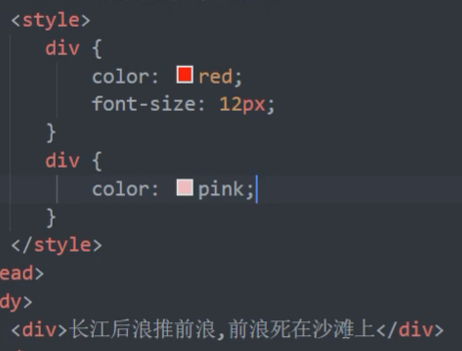 <style>
div {
color: red;
font-size: 12px;
}
div {
color: pink;
}
</style>
ead>
dy>
<div>长江后浪推前浪,前浪死在沙滩上</div>